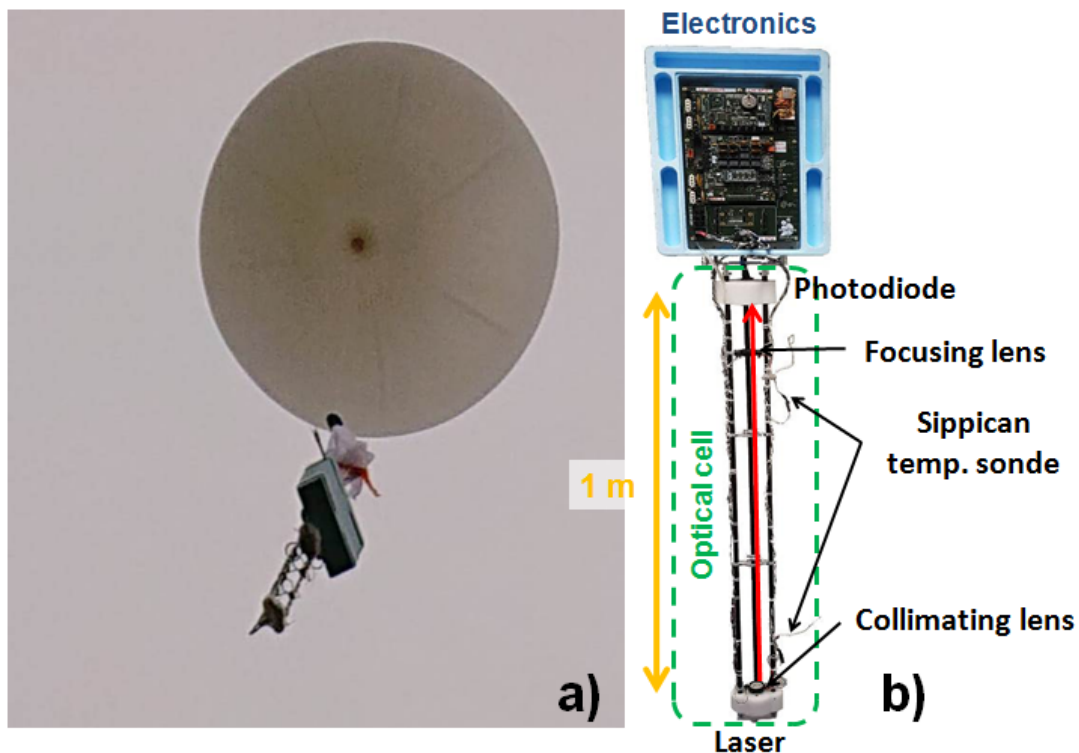 Electronics
Photodiode
Focusing lens
Sippican
temp. sonde
1 m
Optical cell
Collimating lens
a)
b)
Laser